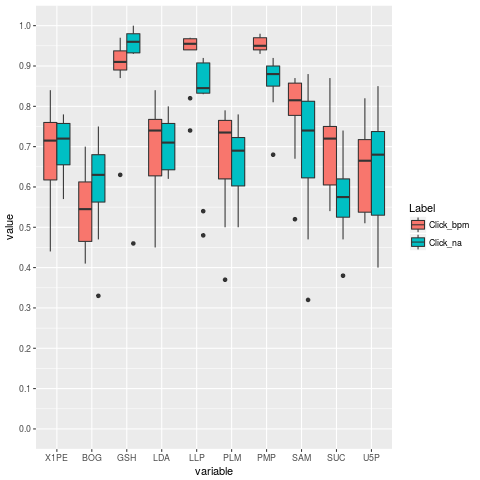 1.0
0.9
0.8
0.7
0.6
0.5
0.4
0.3
0.2
0.1
0.0
value
X1PE BOG GSH LDA LLP PLM PMP SAM SUC U5P
variable
Label
Click_bpm
Click_na